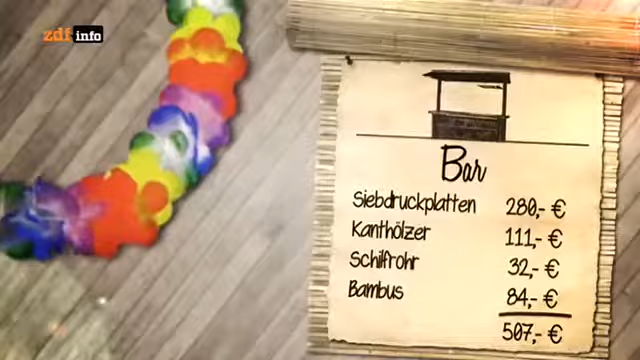 zdf info
Bar
Siebdruckplatten 280,- €
Kanthölzer 111,- €
Schilfrohr 32,- €
Bambus 84,- €
507,- €